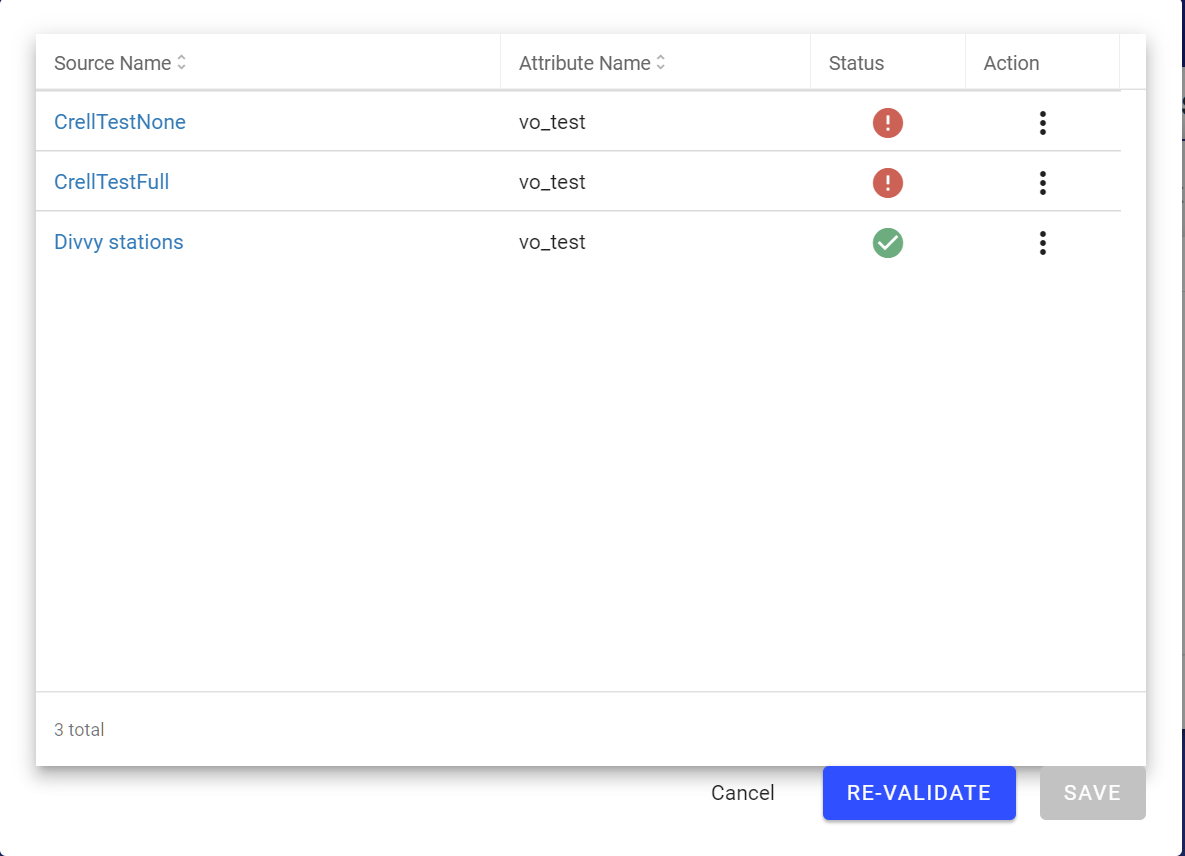 Source Name Attribute Name Status Action
CrellTestNone vo_test
CrellTestFull vo_test
Divvy stations vo_test
3 total
Cancel RE-VALIDATE SAVE